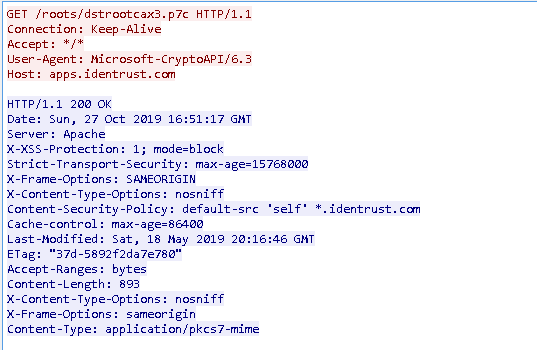 GET /roots/dstrootcax3.p7c HTTP/1.1
Connection: Keep-Alive
Accept: */*
User-Agent: Microsoft-CryptoAPI/6.3
Host: apps.identrust.com

HTTP/1.1 200 OK
Date: Sun, 27 Oct 2019 16:51:17 GMT
Server: Apache
X-XSS-Protection: 1; mode=block
Strict-Transport-Security: max-age=15768000
X-Frame-Options: SAMEORIGIN
X-Content-Type-Options: nosniff
Content-Security-Policy: default-src 'self' *.identrust.com
Cache-control: max-age=86400
Last-Modified: Sat, 18 May 2019 20:16:46 GMT
ETag: "37d-5892f2da7e780"
Accept-Ranges: bytes
Content-Length: 893
X-Content-Type-Options: nosniff
X-Frame-Options: sameorigin
Content-Type: application/pkcs7-mime